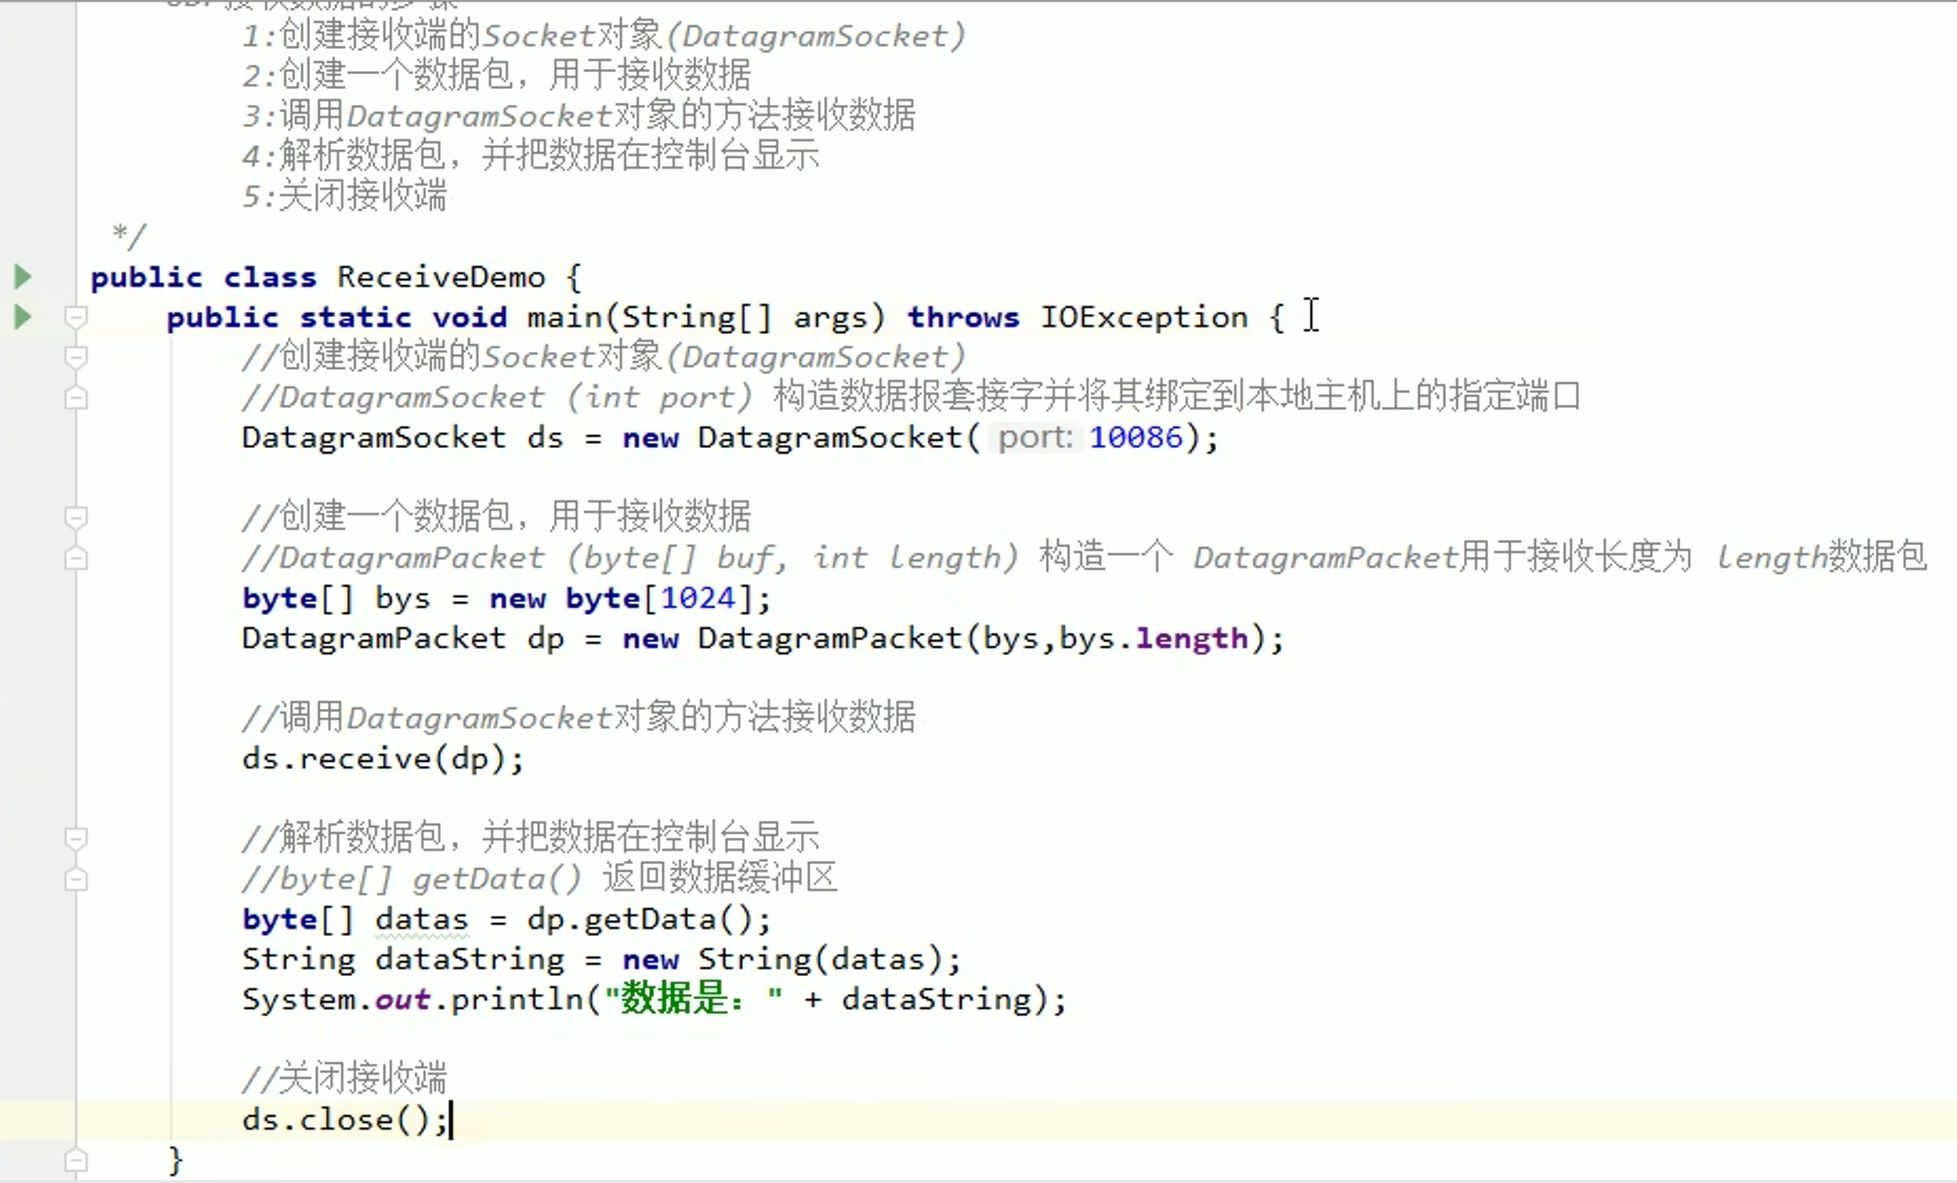 1:创建接收端的Socket对象(DatagramSocket)
2:创建一个数据包，用于接收数据
3:调用DatagramSocket对象的方法接收数据
4:解析数据包，并把数据在控制台显示
5:关闭接收端
*/
public class ReceiveDemo {
public static void main(String[] args) throws IOException {
//创建接收端的Socket对象(DatagramSocket)
//DatagramSocket (int port) 构造数据报套接字并将其绑定到本地主机上的指定端口
DatagramSocket ds = new DatagramSocket( port: 10086);
//创建一个数据包，用于接收数据
//DatagramPacket (byte[] buf, int length) 构造一个 DatagramPacket用于接收长度为 length数据包
byte[] bys = new byte[1024];
DatagramPacket dp = new DatagramPacket(bys,bys.length);
//调用DatagramSocket对象的方法接收数据
ds.receive(dp);
//解析数据包，并把数据在控制台显示
//byte[] getData() 返回数据缓冲区
byte[] datas = dp.getData();
String dataString = new String(datas);
System.out.println("数据是：" + dataString);
//关闭接收端
ds.close();
}